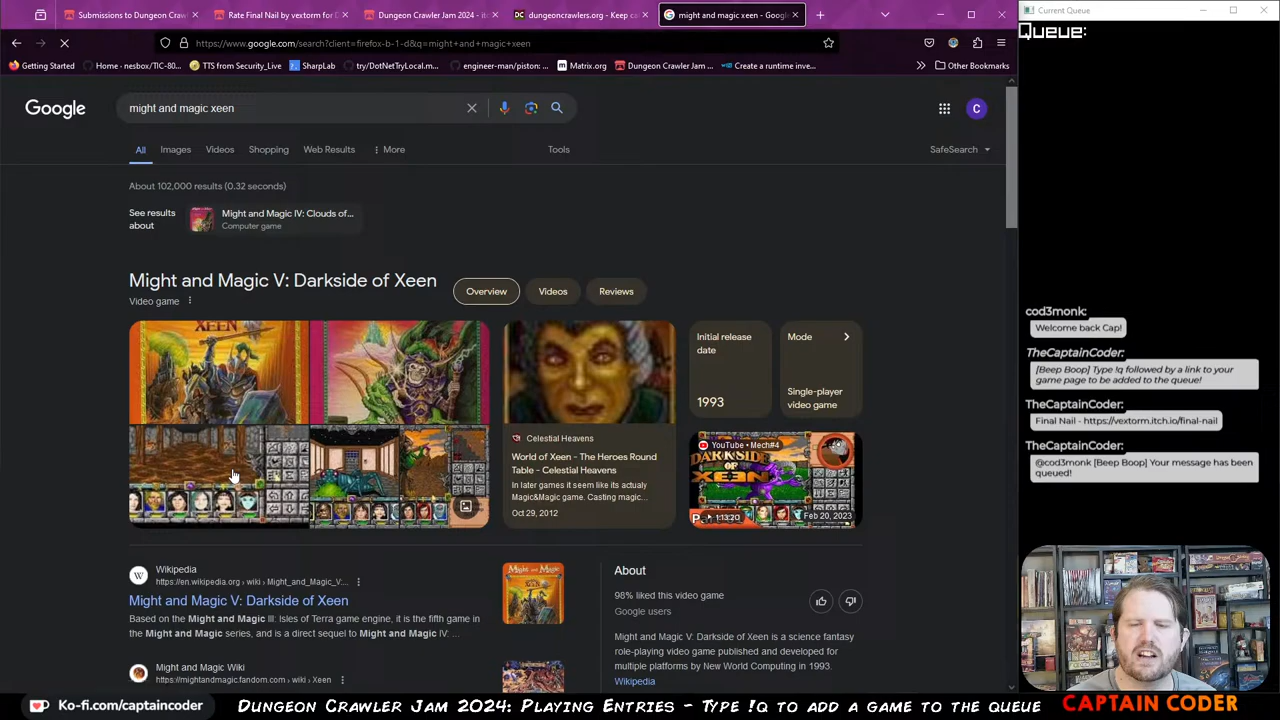 Submissions to Dungeon Craw
Rate Final Nail by vextorm for D
Dungeon Crawler Jam 2024 - itc
DC
dungeoncrawlers.org - Keep ca
might and magic xeen - Googl
Current Queue
https://www.google.com/search?client=firefox-b-1-d&q=might+and+magic+xeen
Getting Started
Home - nesbox/TIC-80...
TTS from Security_Live
SharpLab
try/DotNetTryLocal.m...
engineer-man/piston: ...
Matrix.org
Dungeon Crawler Jam ...
Create a runtime inve...
Other Bookmarks
Queue:
Google
might and magic xeen
C
All
Images
Videos
Shopping
Web Results
More
Tools
SafeSearch
About 102,000 results (0.32 seconds)
See results
about
Might and Magic IV: Clouds of...
Computer game
Might and Magic V: Darkside of Xeen
Video game
Overview
Videos
Reviews
XEEN
Celestial Heavens
World of Xeen - The Heroes Round
Table - Celestial Heavens
In later games it seem like its actualy
Magic&Magic game. Casting magic...
Oct 29, 2012
Initial release
date
1993
Mode
Single-player
video game
YouTube • Mech#4
DARKSIDE
OF
XEEN
1:13:20
Feb 20, 2023
Wikipedia
https://en.wikipedia.org › wiki › Might_and_Magic_V...
Might and Magic V: Darkside of Xeen
Based on the Might and Magic III: Isles of Terra game engine, it is the fifth game in
the Might and Magic series, and is a direct sequel to Might and Magic IV: ...
Might and Magic Wiki
https://mightandmagic.fandom.com › wiki › Xeen
Might and Magic
About
98% liked this video game
Google users
Might and Magic V: Darkside of Xeen is a science fantasy
role-playing video game published and developed for
multiple platforms by New World Computing in 1993.
Wikipedia
cod3monk:
Welcome back Cap!
TheCaptainCoder:
[Beep Boop] Type !q followed by a link to your
game page to be added to the queue!
TheCaptainCoder:
Final Nail - https://vextorm.itch.io/final-nail
TheCaptainCoder:
@cod3monk [Beep Boop] Your message has been
queued!
Ko-fi.com/captaincoder
Dungeon Crawler Jam 2024: Playing Entries - Type !q to add a game to the queue
CAPTAIN CODER